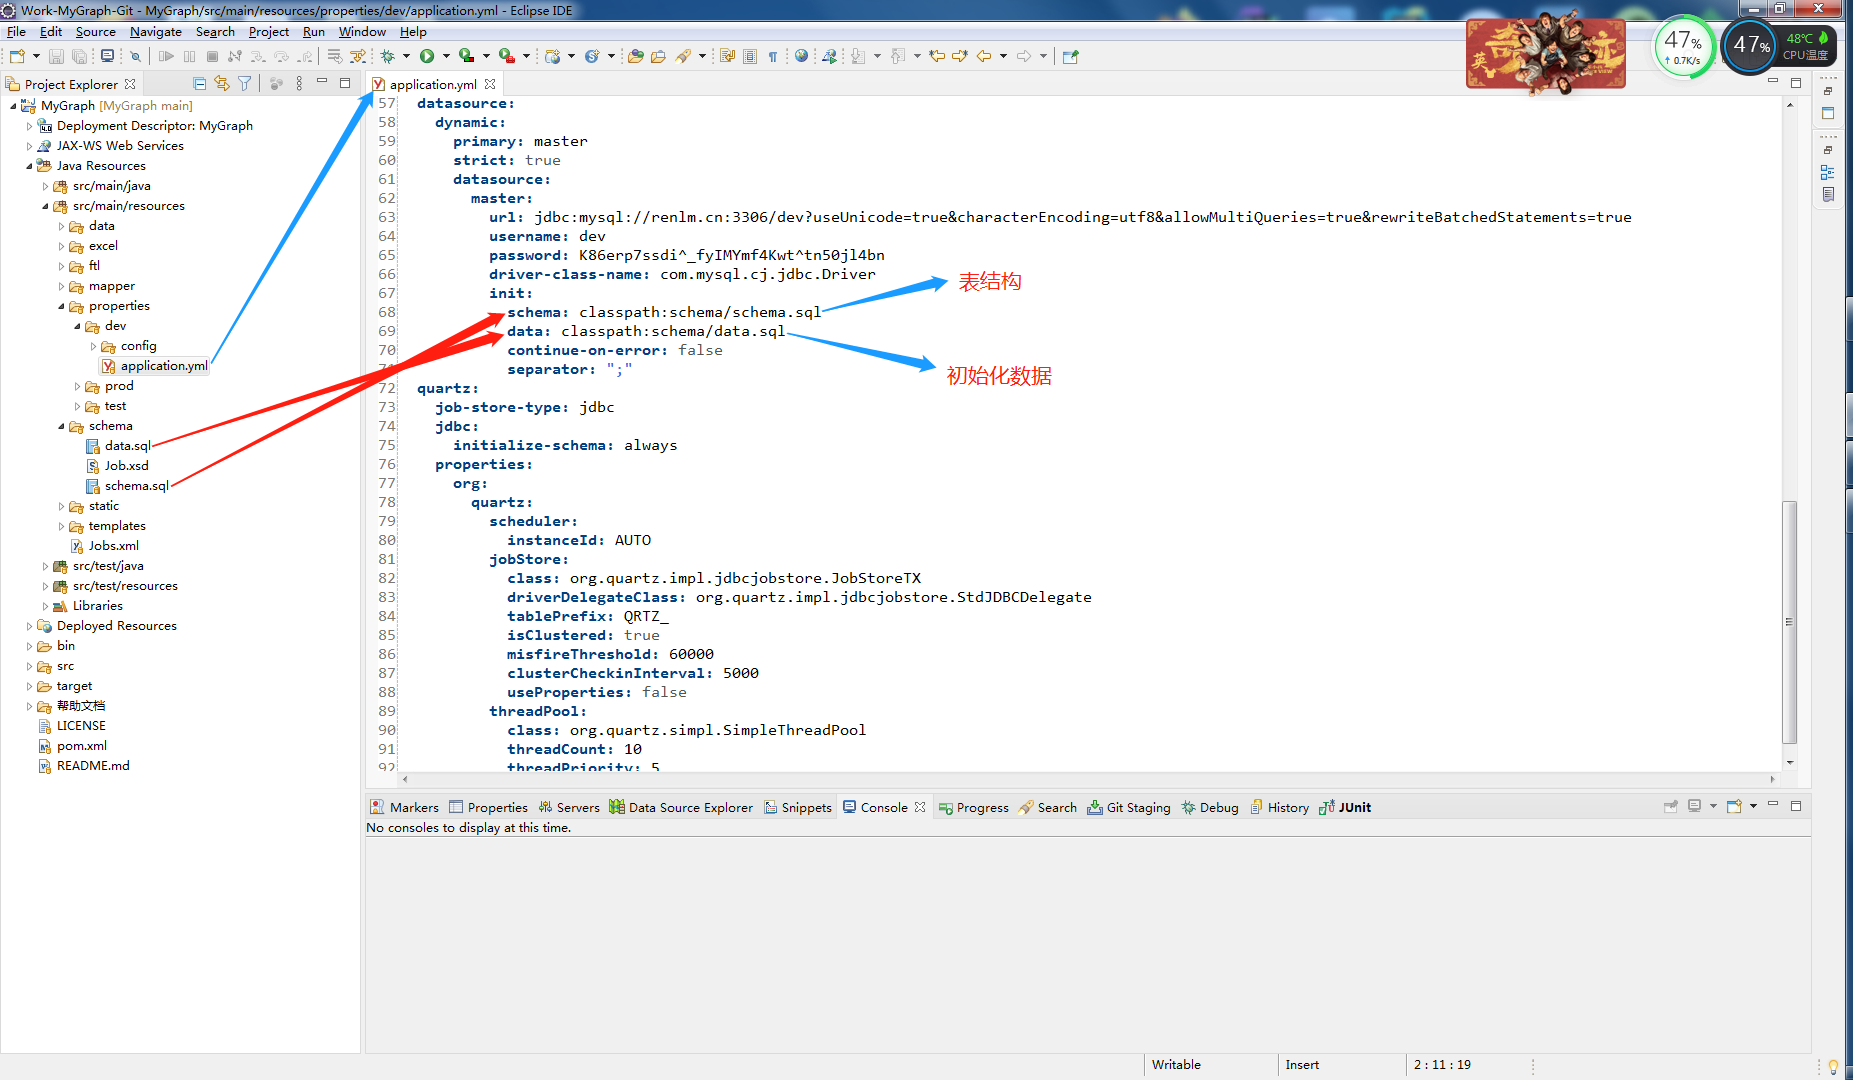 Work-MyGraph-Git - MyGraph/src/main/resources/properties/dev/application.yml - Eclipse IDE
File Edit Source Navigate Search Project Run Window Help
47%
↑ 0.7K/s
47%
48℃
CPU温度
Project Explorer
application.yml
MyGraph [MyGraph main]
Deployment Descriptor: MyGraph
JAX-WS Web Services
Java Resources
src/main/java
src/main/resources
data
excel
ftl
mapper
properties
dev
config
application.yml
prod
test
schema
data.sql
Job.xsd
schema.sql
static
templates
Jobs.xml
src/test/java
src/test/resources
Libraries
Deployed Resources
bin
src
target
帮助文档
LICENSE
pom.xml
README.md
57 datasource:
58 dynamic:
59 primary: master
60 strict: true
61 datasource:
62 master:
63 url: jdbc:mysql://renlm.cn:3306/dev?useUnicode=true&characterEncoding=utf8&allowMultiQueries=true&rewriteBatchedStatements=true
64 username: dev
65 password: K86erp7ssdi^_fyIMYmf4Kwt^tn50jl4bn
66 driver-class-name: com.mysql.cj.jdbc.Driver
67 init:
68 schema: classpath:schema/schema.sql
69 data: classpath:schema/data.sql
70 continue-on-error: false
71 separator: ";"
72 quartz:
73 job-store-type: jdbc
74 jdbc:
75 initialize-schema: always
76 properties:
77 org:
78 quartz:
79 scheduler:
80 instanceId: AUTO
81 jobStore:
82 class: org.quartz.impl.jdbcjobstore.JobStoreTX
83 driverDelegateClass: org.quartz.impl.jdbcjobstore.StdJDBCDelegate
84 tablePrefix: QRTZ_
85 isClustered: true
86 misfireThreshold: 60000
87 clusterCheckinInterval: 5000
88 useProperties: false
89 threadPool:
90 class: org.quartz.simpl.SimpleThreadPool
91 threadCount: 10
92 threadPriority: 5
表结构
初始化数据
Markers Properties Servers Data Source Explorer Snippets Console Progress Search Git Staging Debug History JUnit
No consoles to display at this time.
Writable Insert 2 : 11 : 19